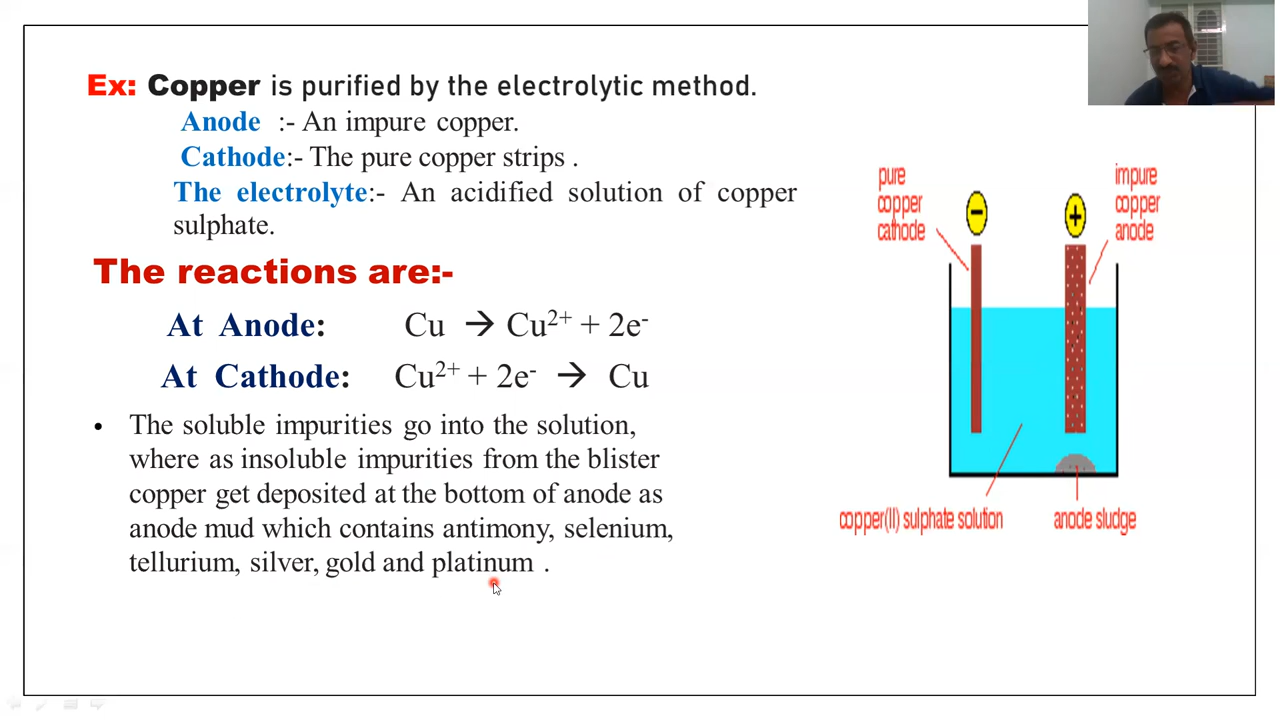 Ex: Copper is purified by the electrolytic method.
Anode :- An impure copper.
Cathode:- The pure copper strips .
The electrolyte:- An acidified solution of copper
sulphate.
The reactions are:-
At Anode: Cu → Cu²⁺ + 2e⁻
At Cathode: Cu²⁺ + 2e⁻ → Cu
• The soluble impurities go into the solution,
where as insoluble impurities from the blister
copper get deposited at the bottom of anode as
anode mud which contains antimony, selenium,
tellurium, silver, gold and platinum .
pure
copper
cathode
−
+
impure
copper
anode
copper(II) sulphate solution
anode sludge